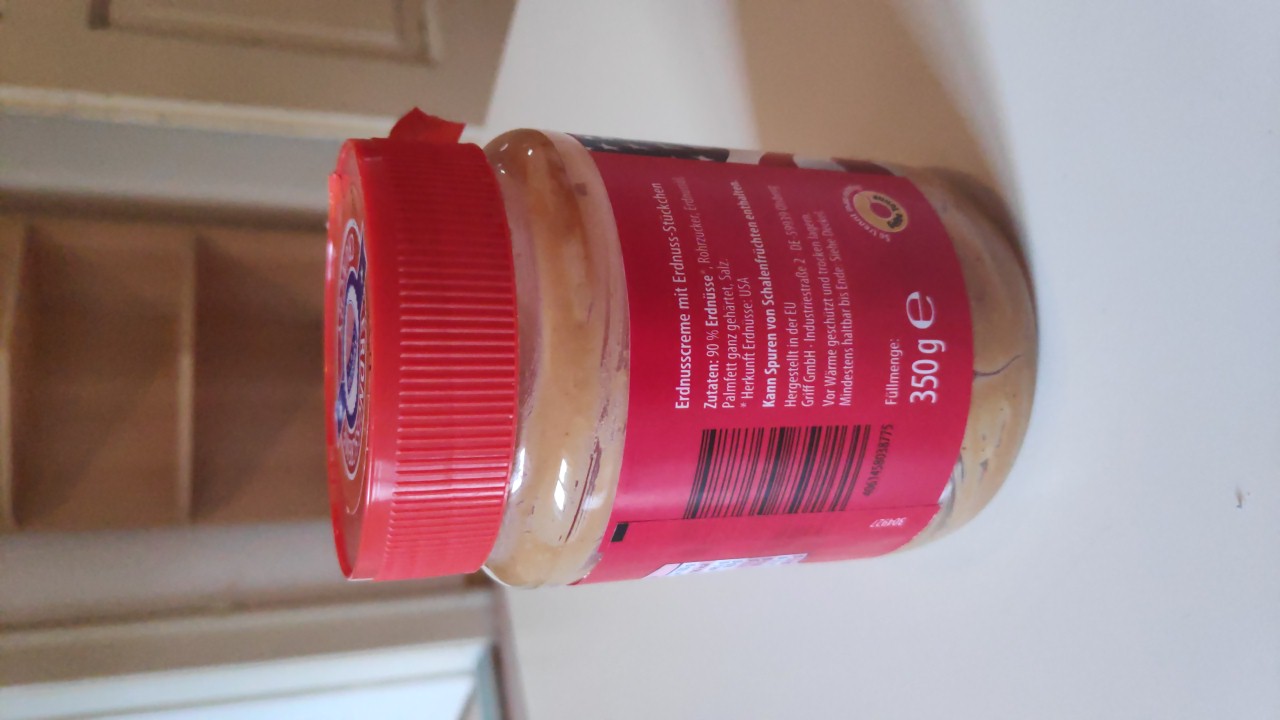 Erdnusscreme mit Erdnuss-Stückchen
Zutaten: 90 % Erdnüsse*, Rohrzucker, Erdnussöl,
Palmfett ganz gehärtet, Salz.
* Herkunft Erdnüsse: USA
Kann Spuren von Schalenfrüchten enthalten.
Hergestellt in der EU
Griff GmbH · Industriestraße 2 · DE-59939 Olsberg
Vor Wärme geschützt und trocken lagern.
Mindestens haltbar bis Ende: Siehe Deckel.
4061458038775
Füllmenge:
350 g e